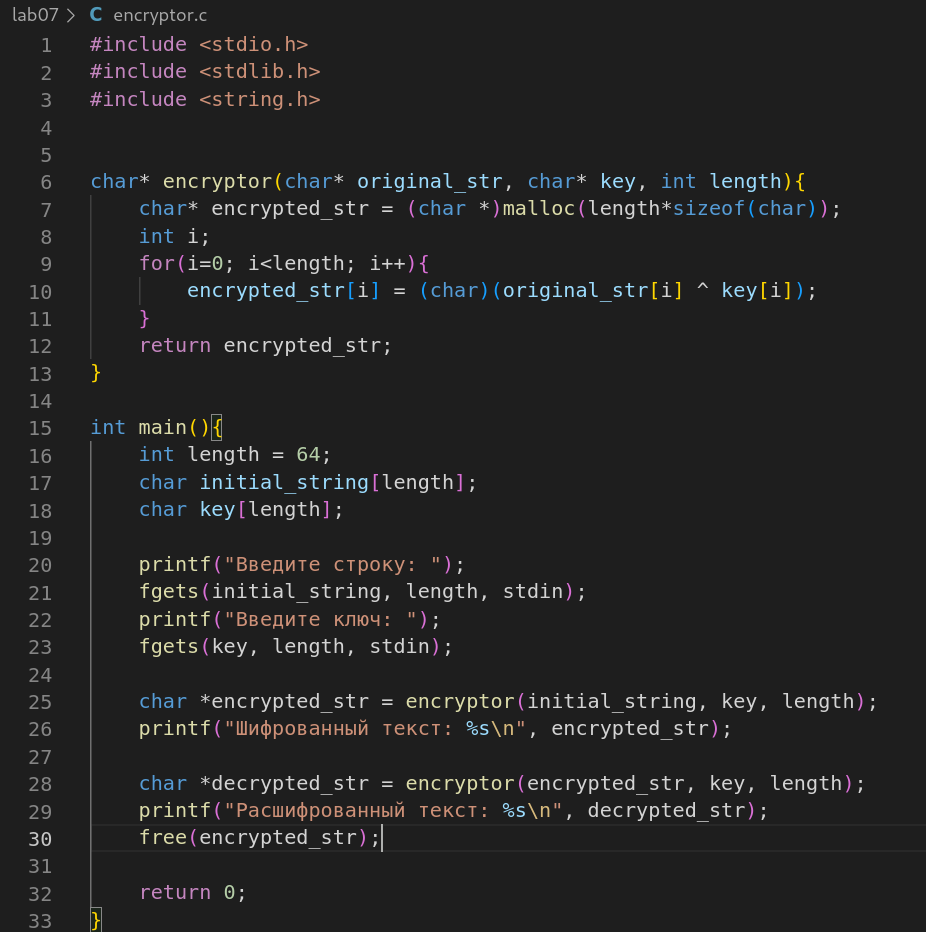 lab07 > C encryptor.c
1 #include <stdio.h>
2 #include <stdlib.h>
3 #include <string.h>
4
5
6 char* encryptor(char* original_str, char* key, int length){
7     char* encrypted_str = (char *)malloc(length*sizeof(char));
8     int i;
9     for(i=0; i<length; i++){
10         encrypted_str[i] = (char)(original_str[i] ^ key[i]);
11     }
12     return encrypted_str;
13 }
14
15 int main(){
16     int length = 64;
17     char initial_string[length];
18     char key[length];
19
20     printf("Введите строку: ");
21     fgets(initial_string, length, stdin);
22     printf("Введите ключ: ");
23     fgets(key, length, stdin);
24
25     char *encrypted_str = encryptor(initial_string, key, length);
26     printf("Шифрованный текст: %s\n", encrypted_str);
27
28     char *decrypted_str = encryptor(encrypted_str, key, length);
29     printf("Расшифрованный текст: %s\n", decrypted_str);
30     free(encrypted_str);
31
32     return 0;
33 }